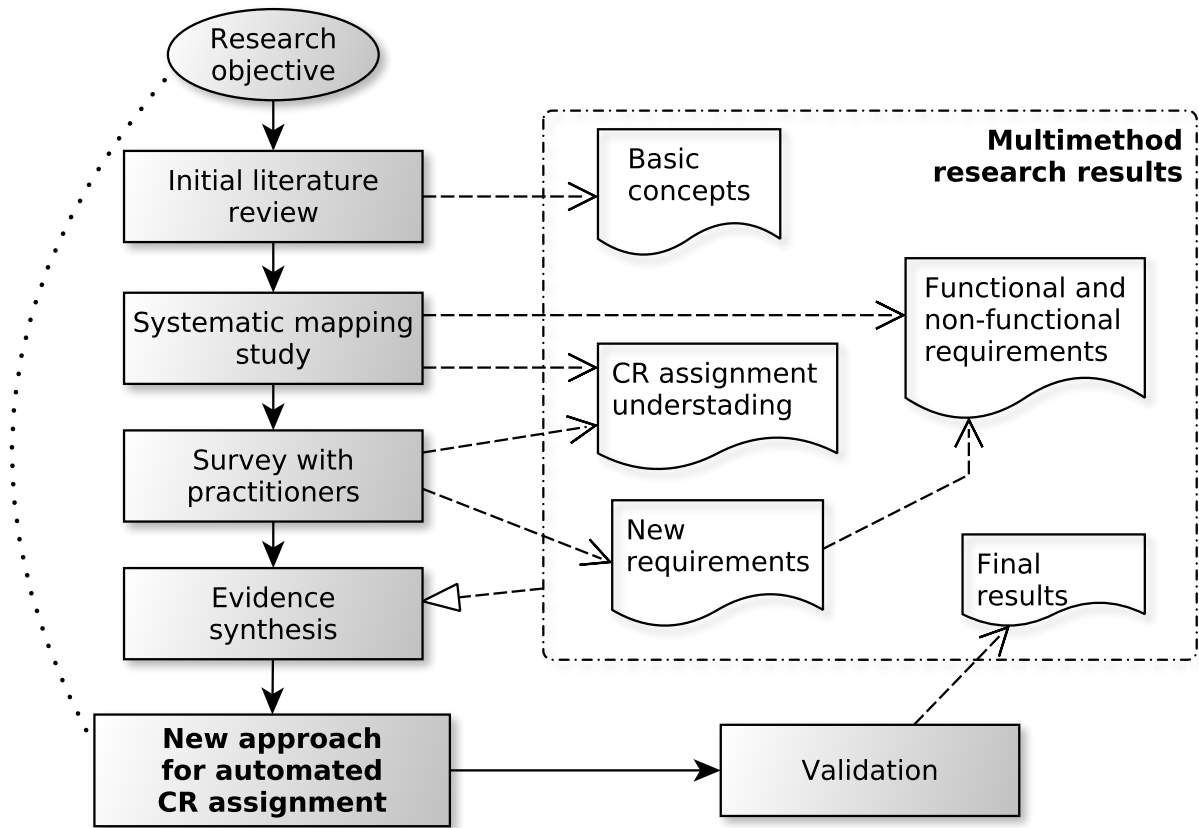 Research
objective
Initial literature
review
Systematic mapping
study
Survey with
practitioners
Evidence
synthesis
New approach
for automated
CR assignment
Multimethod
research results
Basic
concepts
Functional and
non-functional
requirements
CR assignment
understading
New
requirements
Final
results
Validation